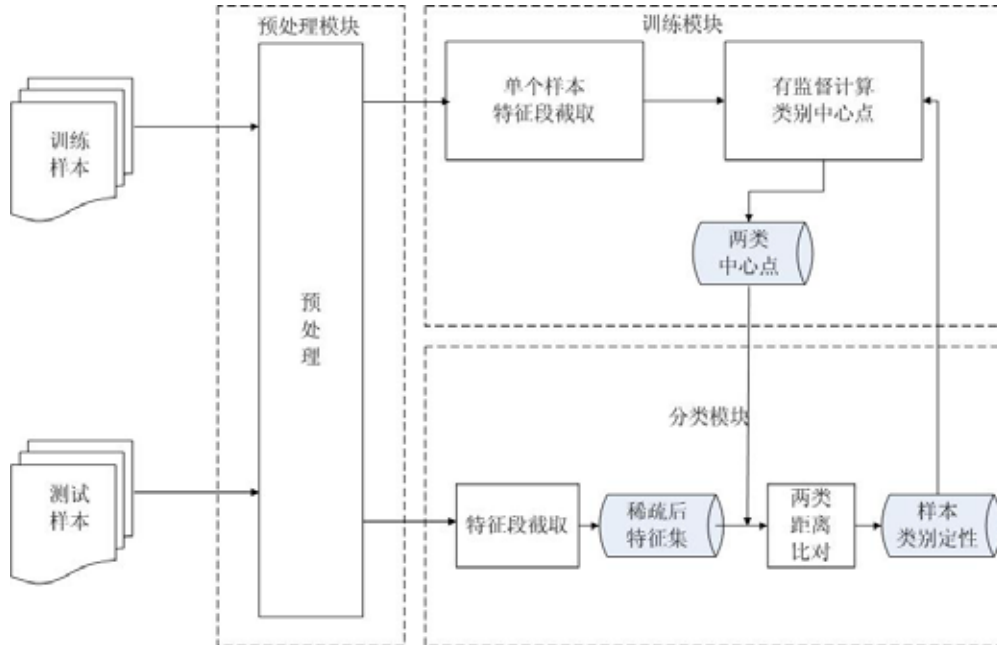 预处理模块
训练模块
训练
样本
单个样本
特征段截取
有监督计算
类别中心点
两类
中心点
预
处
理
分类模块
测试
样本
特征段截取
稀疏后
特征集
两类
距离
比对
样本
类别定性